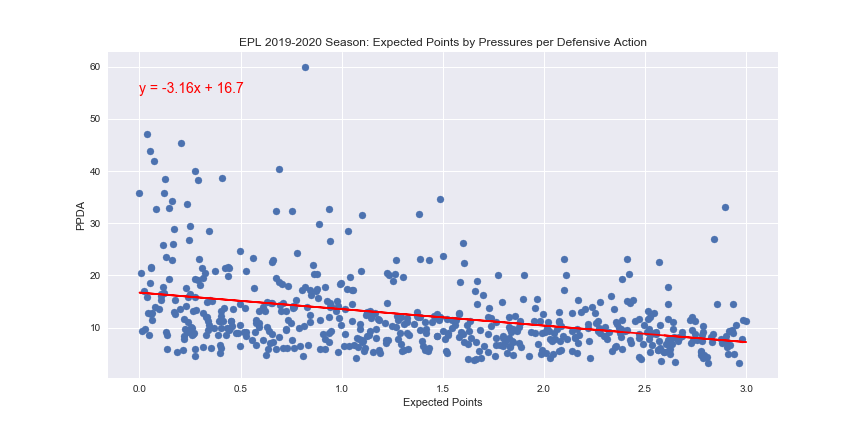 EPL 2019-2020 Season: Expected Points by Pressures per Defensive Action
y = -3.16x + 16.7
PPDA
60
50
40
30
20
10
0.0 0.5 1.0 1.5 2.0 2.5 3.0
Expected Points